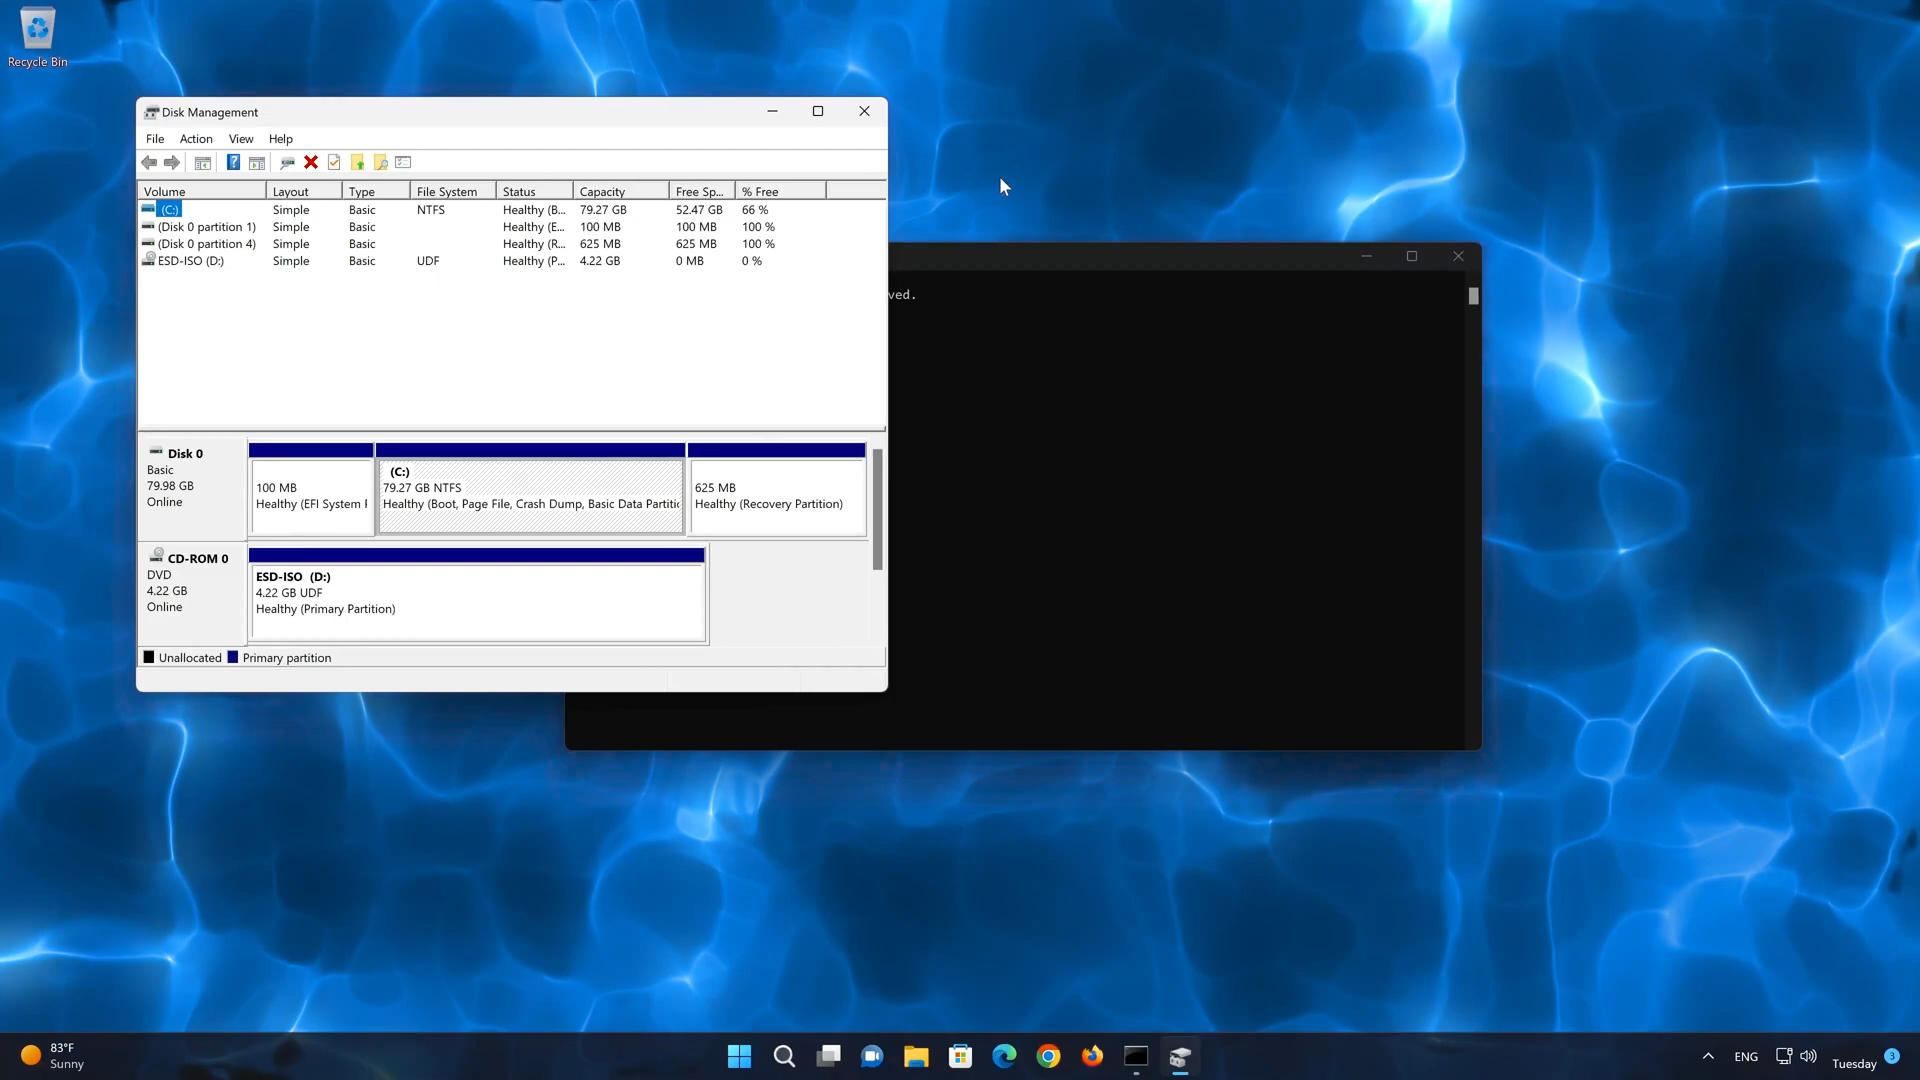 Recycle Bin
Disk Management
File Action View Help
Volume Layout Type File System Status Capacity Free Sp... % Free
(C:) Simple Basic NTFS Healthy (B... 79.27 GB 52.47 GB 66 %
(Disk 0 partition 1) Simple Basic Healthy (E... 100 MB 100 MB 100 %
(Disk 0 partition 4) Simple Basic Healthy (R... 625 MB 625 MB 100 %
ESD-ISO (D:) Simple Basic UDF Healthy (P... 4.22 GB 0 MB 0 %
ved.
Disk 0
Basic
79.98 GB
Online
100 MB
Healthy (EFI System
(C:)
79.27 GB NTFS
Healthy (Boot, Page File, Crash Dump, Basic Data Partiti
625 MB
Healthy (Recovery Partition)
CD-ROM 0
DVD
4.22 GB
Online
ESD-ISO (D:)
4.22 GB UDF
Healthy (Primary Partition)
Unallocated Primary partition
83°F
Sunny
ENG
Tuesday
3